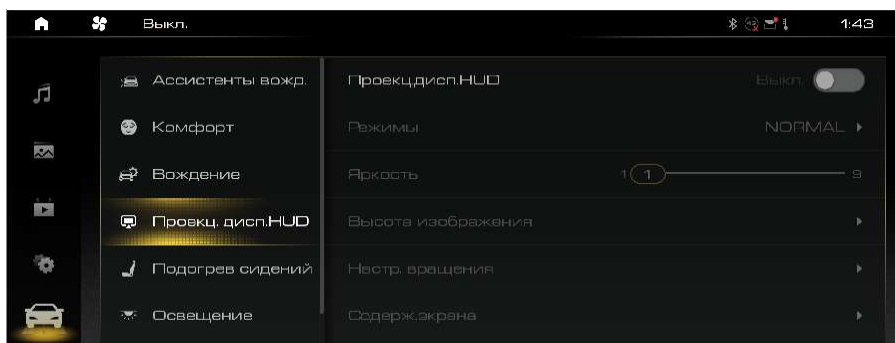 Выкл. 1:43
Ассистенты вожд.
Проекц.дисп.HUD Выкл.
Комфорт
Режимы NORMAL
Вождение
Яркость 1 1 9
Проекц. дисп.HUD
Высота изображения
Подогрев сидений
Настр. вращения
Освещение
Содерж.экрана